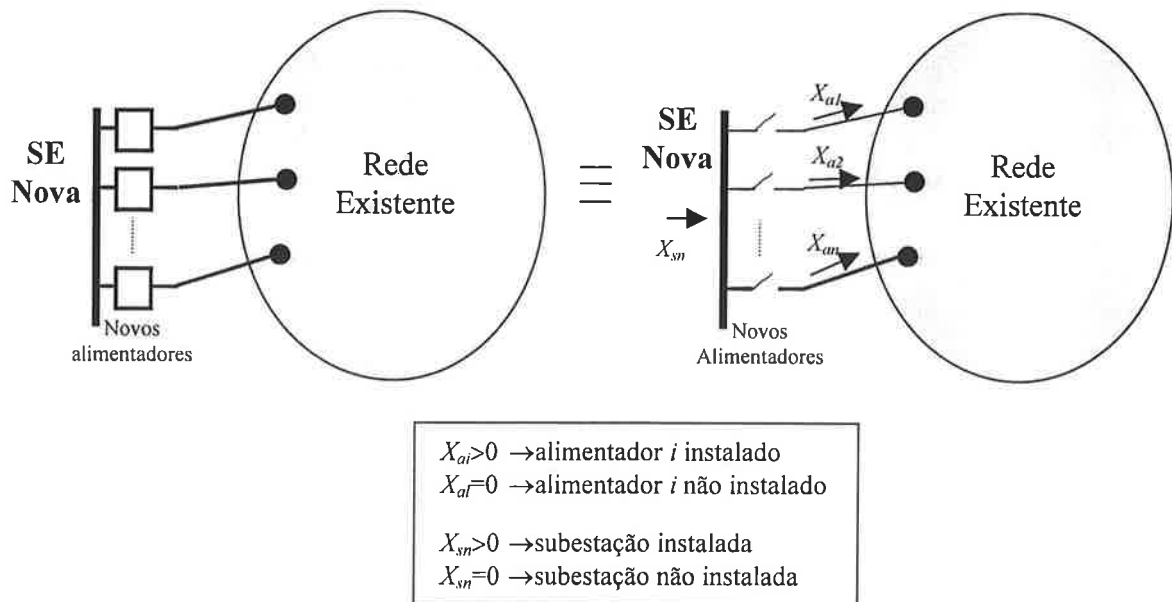 SE
Nova
Novos
alimentadores
Rede
Existente
SE
Nova
X_sn
X_a1
X_a2
X_an
Novos
Alimentadores
Rede
Existente
X_ai>0 →alimentador i instalado
X_al=0 →alimentador i não instalado
X_sn>0 →subestação instalada
X_sn=0 →subestação não instalada